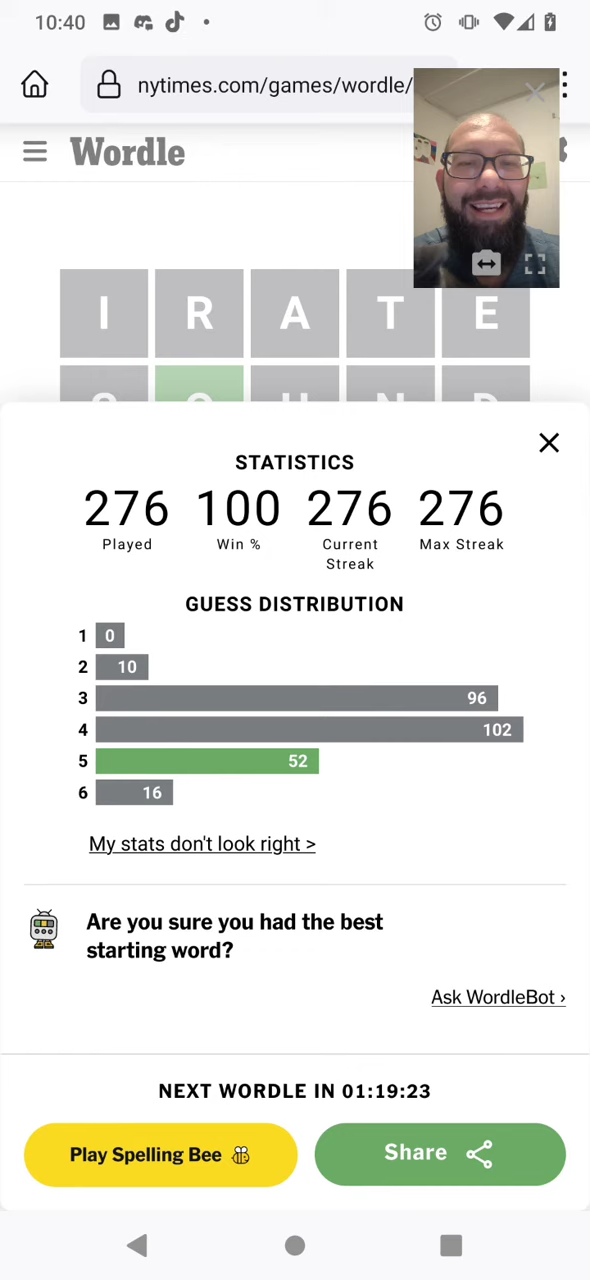 10:40
nytimes.com/games/wordle/
Wordle
I R A T E
STATISTICS
276 100 276 276
Played Win % Current Streak Max Streak
GUESS DISTRIBUTION
1 0
2 10
3 96
4 102
5 52
6 16
My stats don't look right >
Are you sure you had the best
starting word?
Ask WordleBot ›
NEXT WORDLE IN 01:19:23
Play Spelling Bee
Share